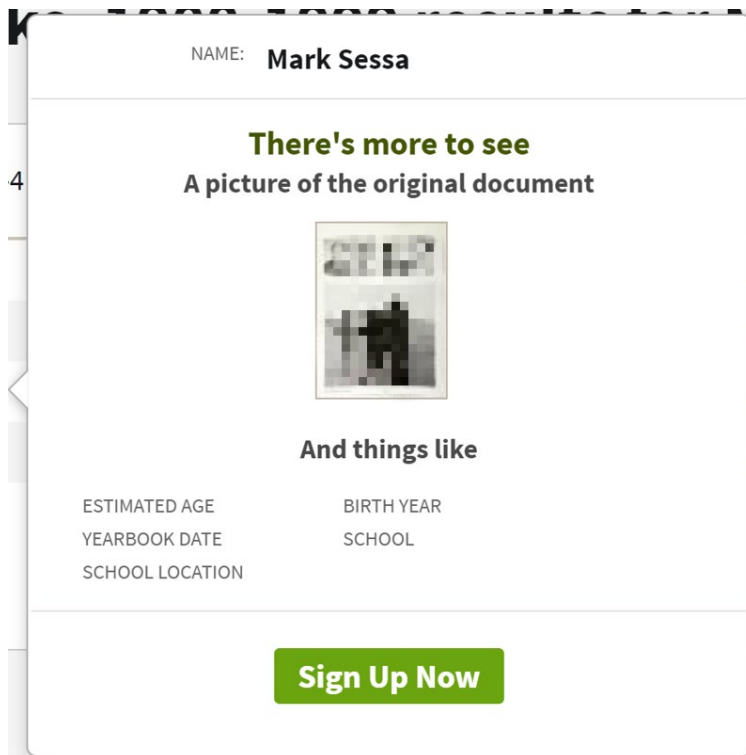 -4
NAME: Mark Sessa
There's more to see
A picture of the original document
And things like
ESTIMATED AGE BIRTH YEAR
YEARBOOK DATE SCHOOL
SCHOOL LOCATION
Sign Up Now